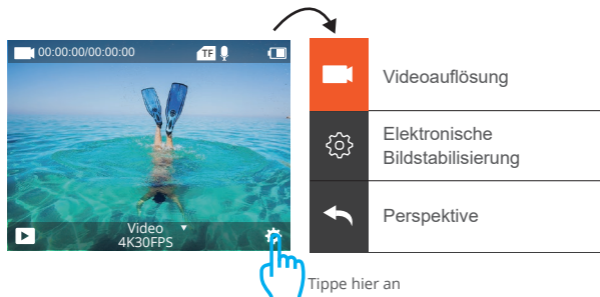 00:00:00/00:00:00
TF
Video
4K30FPS
Videoauflösung
Elektronische
Bildstabilisierung
Perspektive
Tippe hier an